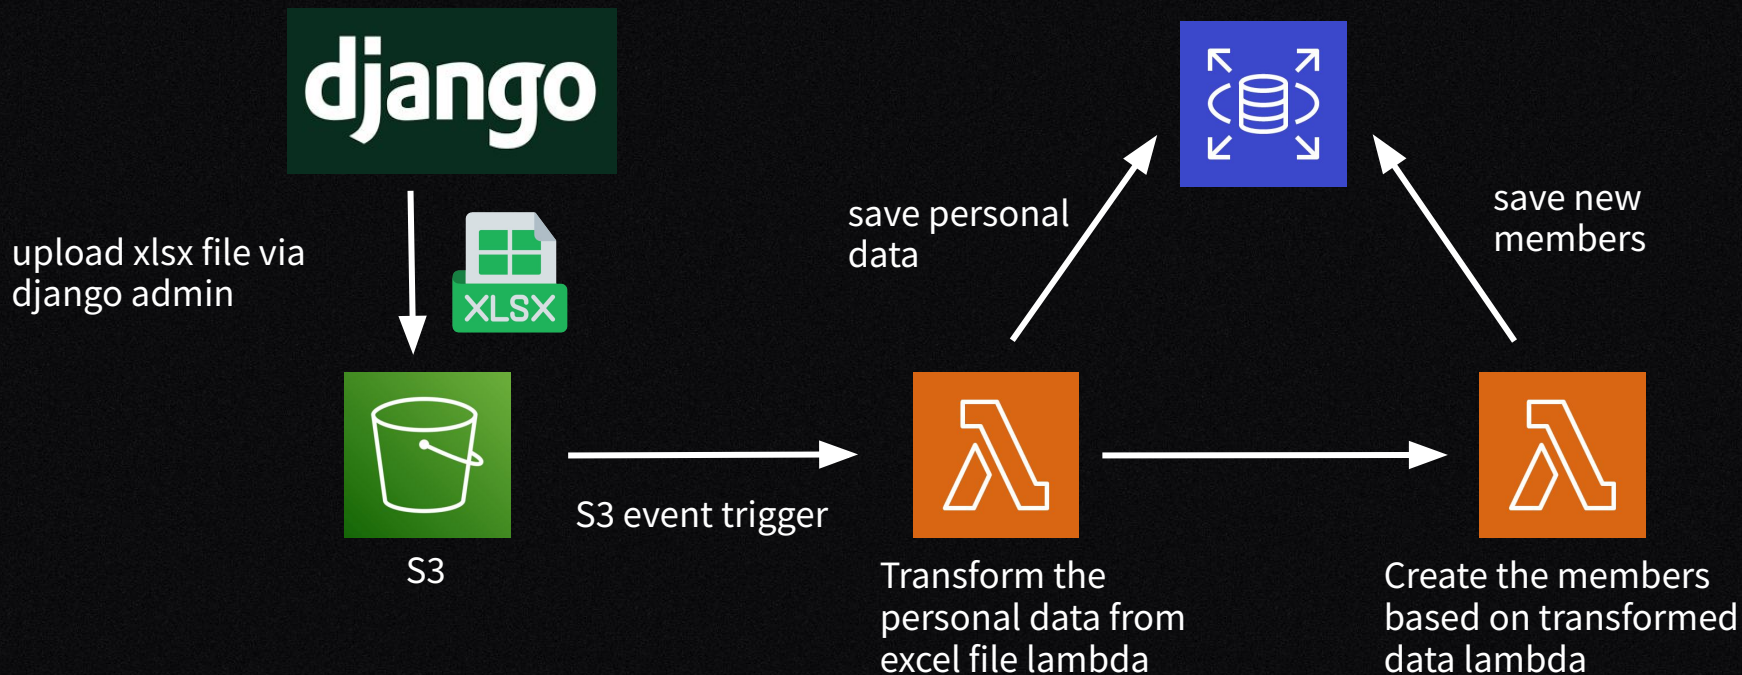 django
upload xlsx file via
django admin
XLSX
save personal
data
save new
members
S3 event trigger
S3
Transform the
personal data from
excel file lambda
Create the members
based on transformed
data lambda